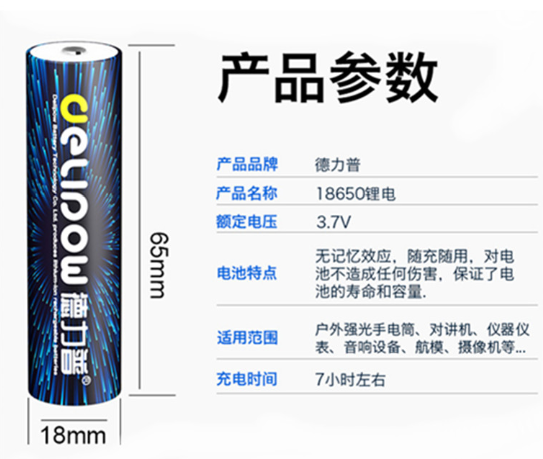 产品参数
产品品牌 德力普
产品名称 18650锂电
额定电压 3.7V
电池特点 无记忆效应，随充随用，对电
池不造成任何伤害，保证了电
池的寿命和容量.
适用范围 户外强光手电筒、对讲机、仪器仪
表、音响设备、航模、摄像机等...
充电时间 7小时左右
delipow 德力普®
65mm
18mm